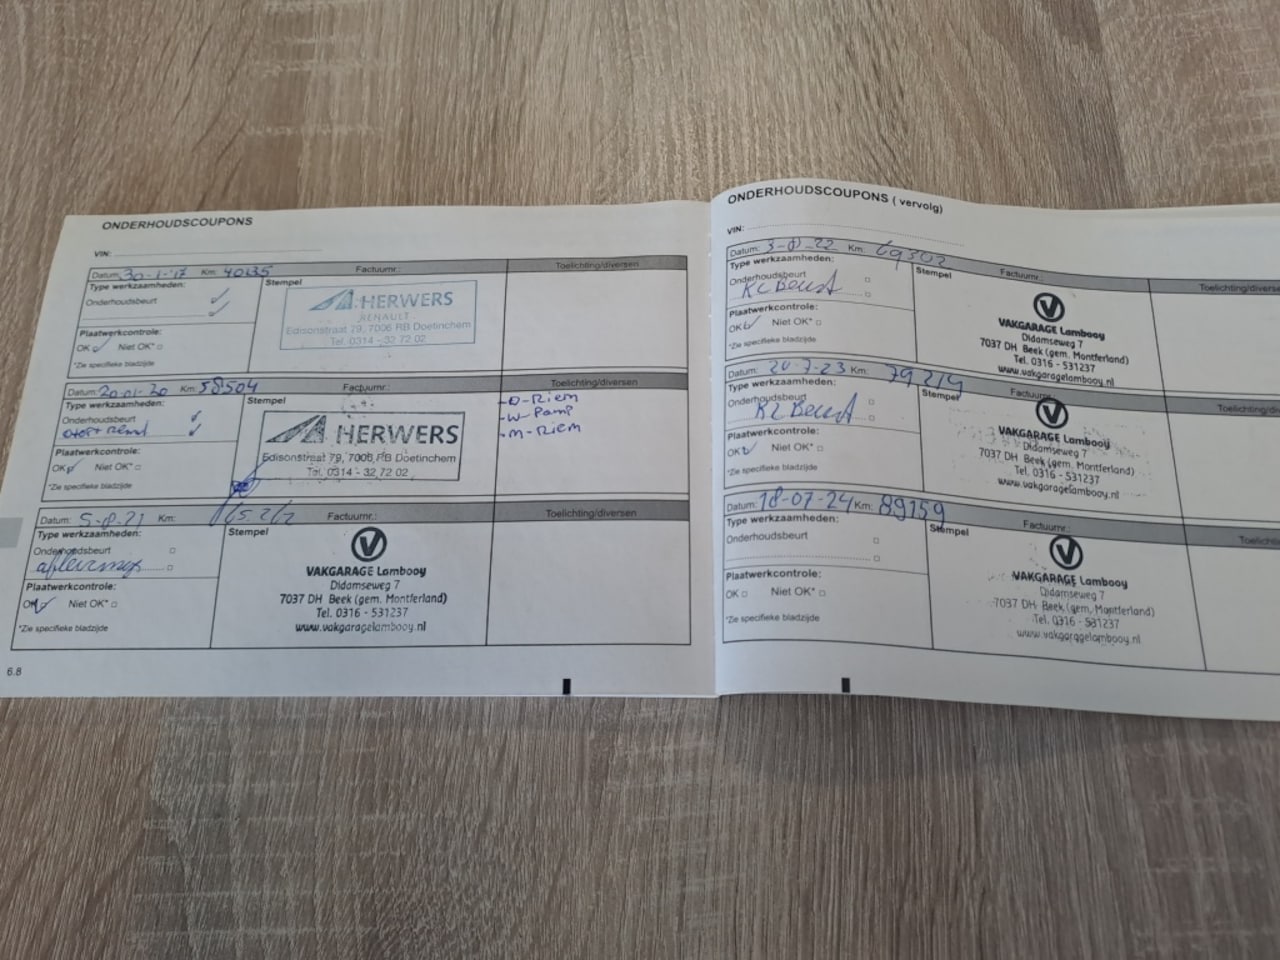 ONDERHOUDSCOUPONS
VIN:
Datum: 30-1-'17 Km: 40135 Factuurnr.: Toelichting/diversen
Type werkzaamheden:
Onderhoudsbeurt
Stempel
HERWERS
RENAULT
Edisonstraat 79, 7006 RB Doetinchem
Tel. 0314 - 32 72 02
Plaatwerkcontrole:
OK Niet OK*
*Zie specifieke bladzijde
Datum: 20-01-20 Km: 58504 Factuurnr.: Toelichting/diversen
Type werkzaamheden:
Onderhoudsbeurt
Stempel
HERWERS
Edisonstraat 79, 7006 RB Doetinchem
Tel. 0314 - 32 72 02
- D-Riem
- W-Pomp
- M-Riem
Plaatwerkcontrole:
OK Niet OK*
*Zie specifieke bladzijde
Datum: 5-8-21 Km: 65.262 Factuurnr.: Toelichting/diversen
Type werkzaamheden:
Onderhoudsbeurt
Stempel
VAKGARAGE Lambooy
Didamseweg 7
7037 DH Beek (gem. Montferland)
Tel. 0316 - 531237
www.vakgaragelambooy.nl
Plaatwerkcontrole:
OK Niet OK*
*Zie specifieke bladzijde
6.8
ONDERHOUDSCOUPONS ( vervolg)
VIN:
Datum: 3-8-22 Km: 69502 Factuurnr.: Toelichting/diverse
Type werkzaamheden:
Onderhoudsbeurt
Kl Beurt
Stempel
VAKGARAGE Lambooy
Didamseweg 7
7037 DH Beek (gem. Montferland)
Tel. 0316 - 531237
www.vakgaragelambooy.nl
Plaatwerkcontrole:
OK Niet OK*
*Zie specifieke bladzijde
Datum: 20-7-23 Km: 79219 Factuurnr.:
Type werkzaamheden:
Onderhoudsbeurt
Kl Beurt
Stempel
VAKGARAGE Lambooy
Didamseweg 7
7037 DH Beek (gem. Montferland)
Tel. 0316 - 531237
www.vakgaragelambooy.nl
Plaatwerkcontrole:
OK Niet OK*
*Zie specifieke bladzijde
Datum: 18-07-24 Km: 89159 Factuurnr.:
Type werkzaamheden:
Onderhoudsbeurt
Stempel
VAKGARAGE Lambooy
Didamseweg 7
7037 DH Beek (gem. Montferland)
Tel. 0316 - 531237
www.vakgaragelambooy.nl
Plaatwerkcontrole:
OK Niet OK*
*Zie specifieke bladzijde